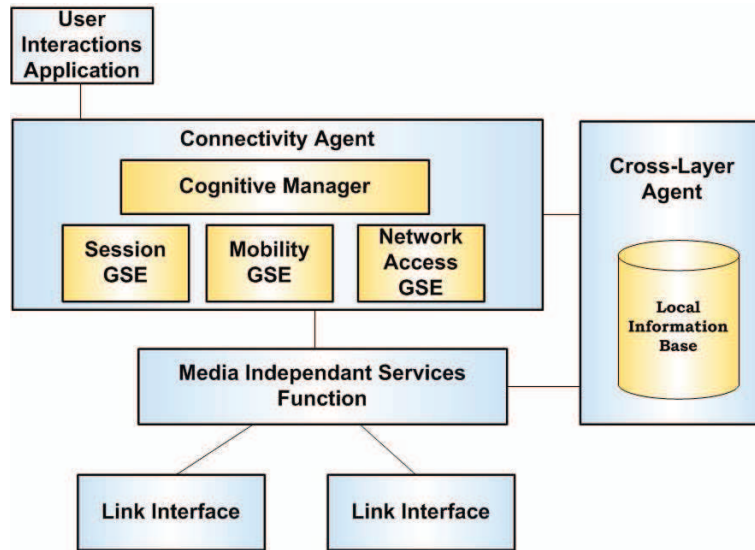 User
Interactions
Application
Connectivity Agent
Cognitive Manager
Session
GSE
Mobility
GSE
Network
Access
GSE
Cross-Layer
Agent
Local
Information
Base
Media Independant Services
Function
Link Interface
Link Interface